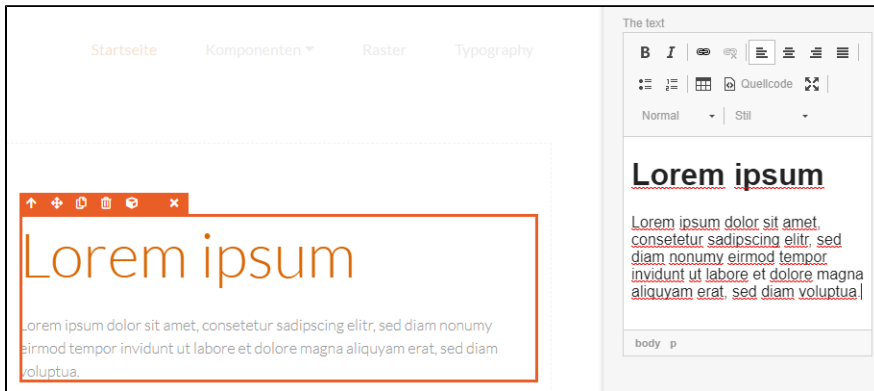 Startseite Komponenten Raster Typography
Lorem ipsum
Lorem ipsum dolor sit amet, consetetur sadipscing elitr, sed diam nonumy
eirmod tempor invidunt ut labore et dolore magna aliquyam erat, sed diam
voluptua.
The text
B I
Quellcode
Normal Stil
Lorem ipsum
Lorem ipsum dolor sit amet,
consetetur sadipscing elitr, sed
diam nonumy eirmod tempor
invidunt ut labore et dolore magna
aliquyam erat, sed diam voluptua.
body p